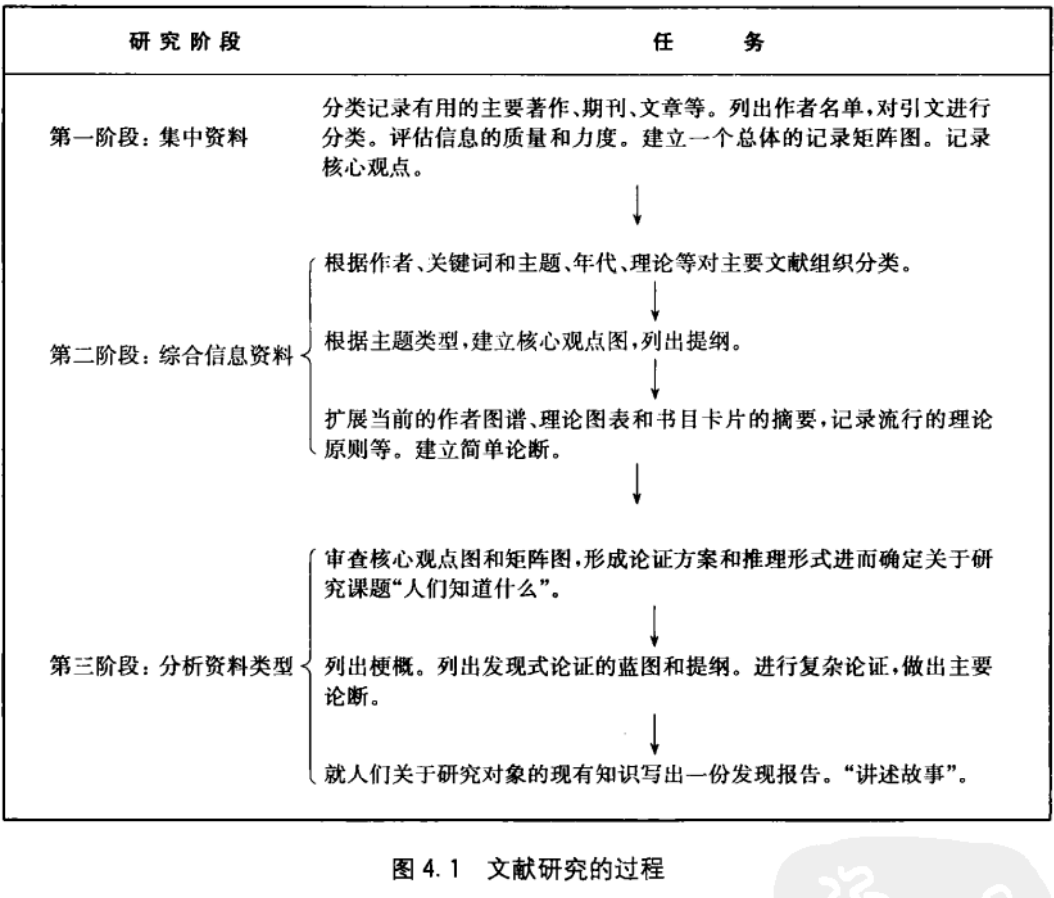 研究阶段 任务
分类记录有用的主要著作、期刊、文章等。列出作者名单,对引文进行
第一阶段: 集中资料 分类。评估信息的质量和力度。建立一个总体的记录矩阵图。记录
核心观点。
根据作者、关键词和主题、年代、理论等对主要文献组织分类。
第二阶段: 综合信息资料 根据主题类型,建立核心观点图,列出提纲。
扩展当前的作者图谱、理论图表和书目卡片的摘要,记录流行的理论
原则等。建立简单论断。
审查核心观点图和矩阵图,形成论证方案和推理形式进而确定关于研
究课题“人们知道什么”。
第三阶段: 分析资料类型 列出梗概。列出发现式论证的蓝图和提纲。进行复杂论证,做出主要
论断。
就人们关于研究对象的现有知识写出一份发现报告。“讲述故事”。
图 4.1 文献研究的过程